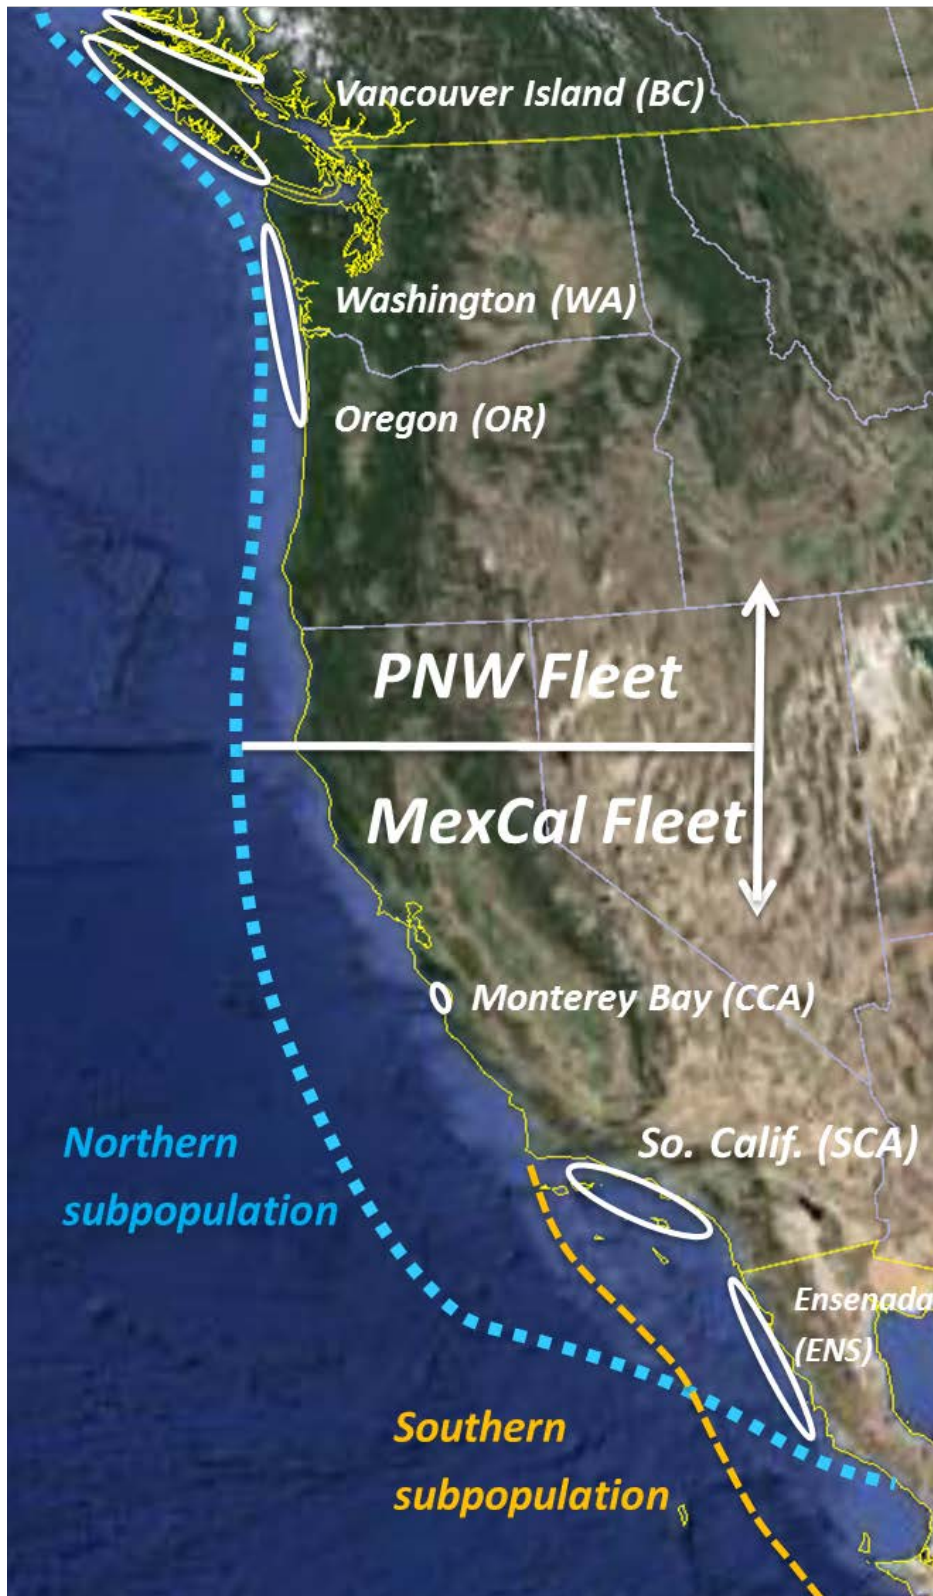 Vancouver Island (BC)
Washington (WA)
Oregon (OR)
PNW Fleet
MexCal Fleet
Monterey Bay (CCA)
So. Calif. (SCA)
Northern
subpopulation
Ensenada
(ENS)
Southern
subpopulation